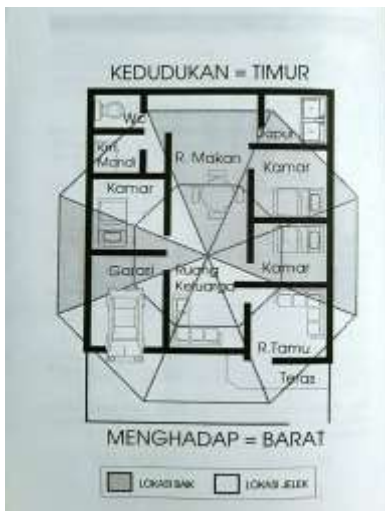 KEDUDUKAN = TIMUR
WC
Dapur
Km.
Mandi
R. Makan
Kamar
Kamar
Garasi
Ruang
Keluarga
Kamar
R.Tamu
Teras
MENGHADAP = BARAT
LOKASI BAIK
LOKASI JELEK